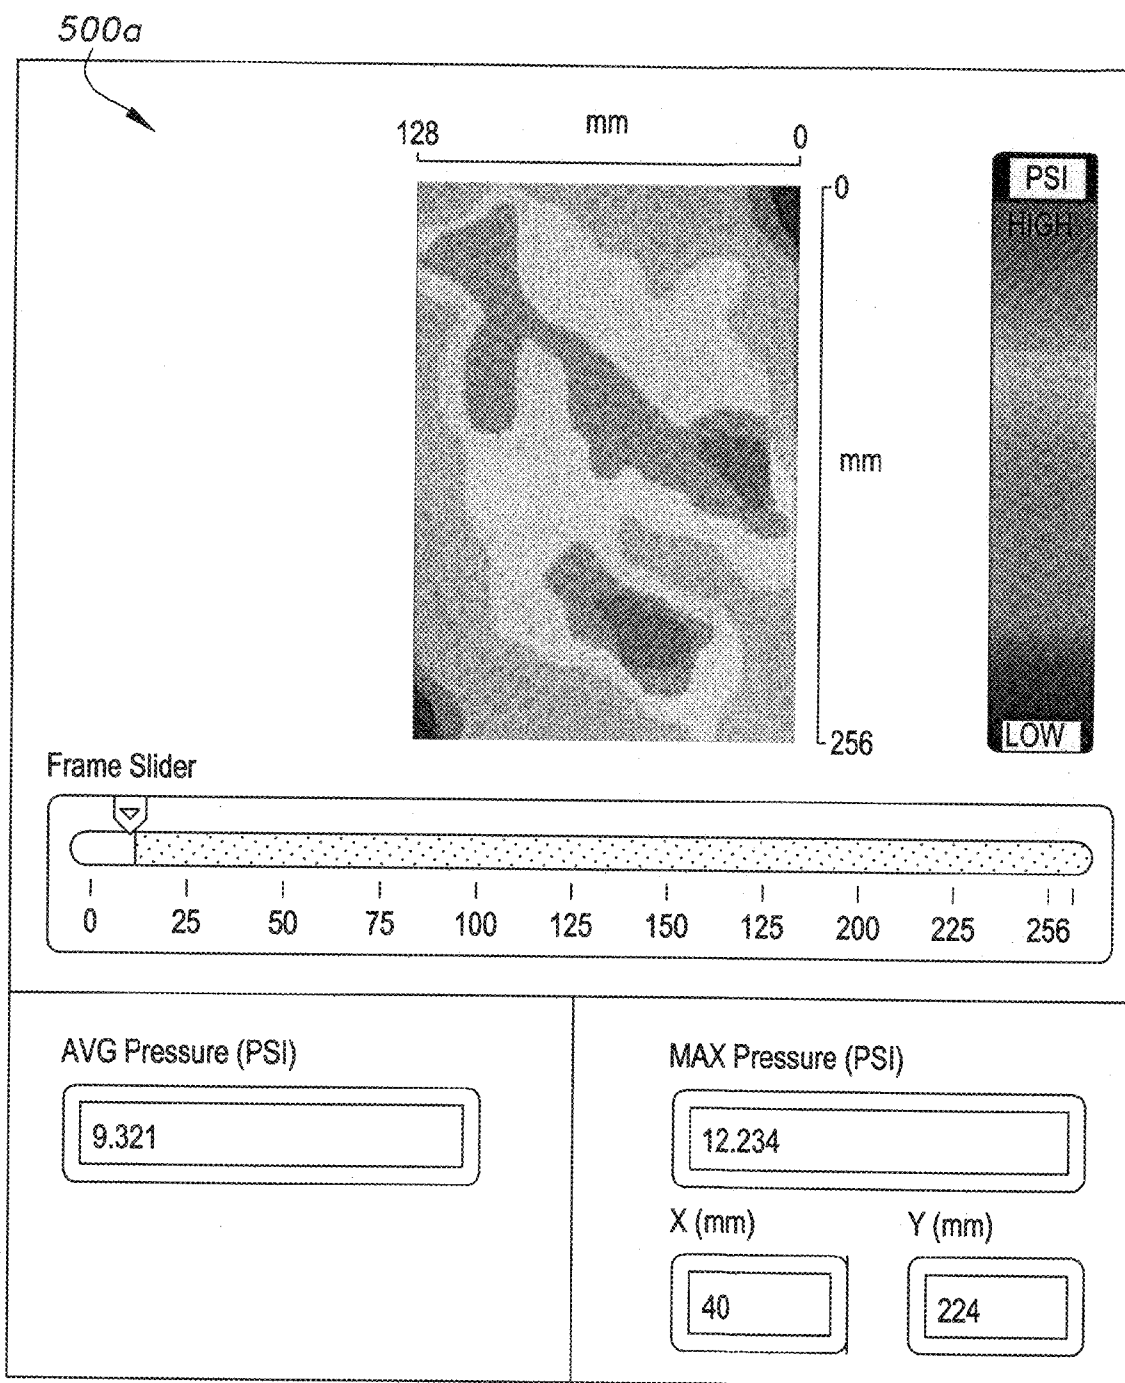 500a
128 mm 0
0
PSI
HIGH
mm
256
LOW
Frame Slider
0 25 50 75 100 125 150 125 200 225 256
AVG Pressure (PSI)
9.321
MAX Pressure (PSI)
12.234
X (mm) Y (mm)
40 224